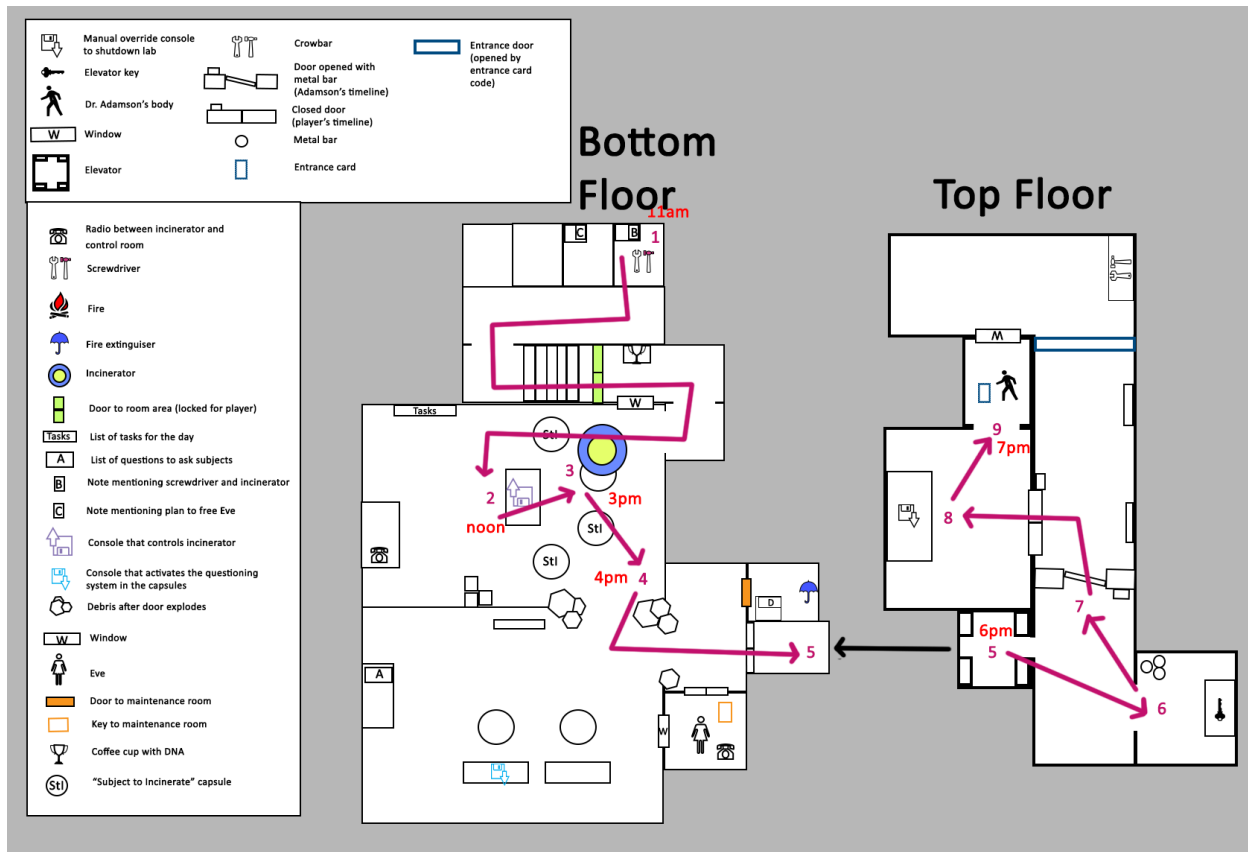 Manual override console
to shutdown lab
Elevator key
Dr. Adamson's body
W
Window
Elevator
Crowbar
Door opened with
metal bar
(Adamson's timeline)
Closed door
(player's timeline)
Metal bar
Entrance card
Entrance door
(opened by
entrance card
code)
Radio between incinerator and
control room
Screwdriver
Fire
Fire extinguiser
Incinerator
Door to room area (locked for
player)
Tasks
List of tasks for the day
A
List of questions to ask subjects
B
Note mentioning screwdriver and incinerator
C
Note mentioning plan to free Eve
Console that controls incinerator
Console that activates the questioning
system in the capsules
Debris after door explodes
W
Window
Eve
Door to maintenance room
Key to maintenance room
Coffee cup with DNA
StI
"Subject to Incinerate" capsule
Bottom
Floor
11am
C
B
1
W
Tasks
StI
3
2
3pm
noon
StI
StI
4pm
4
D
5
A
W
Top Floor
W
9
7pm
8
7
6pm
5
6